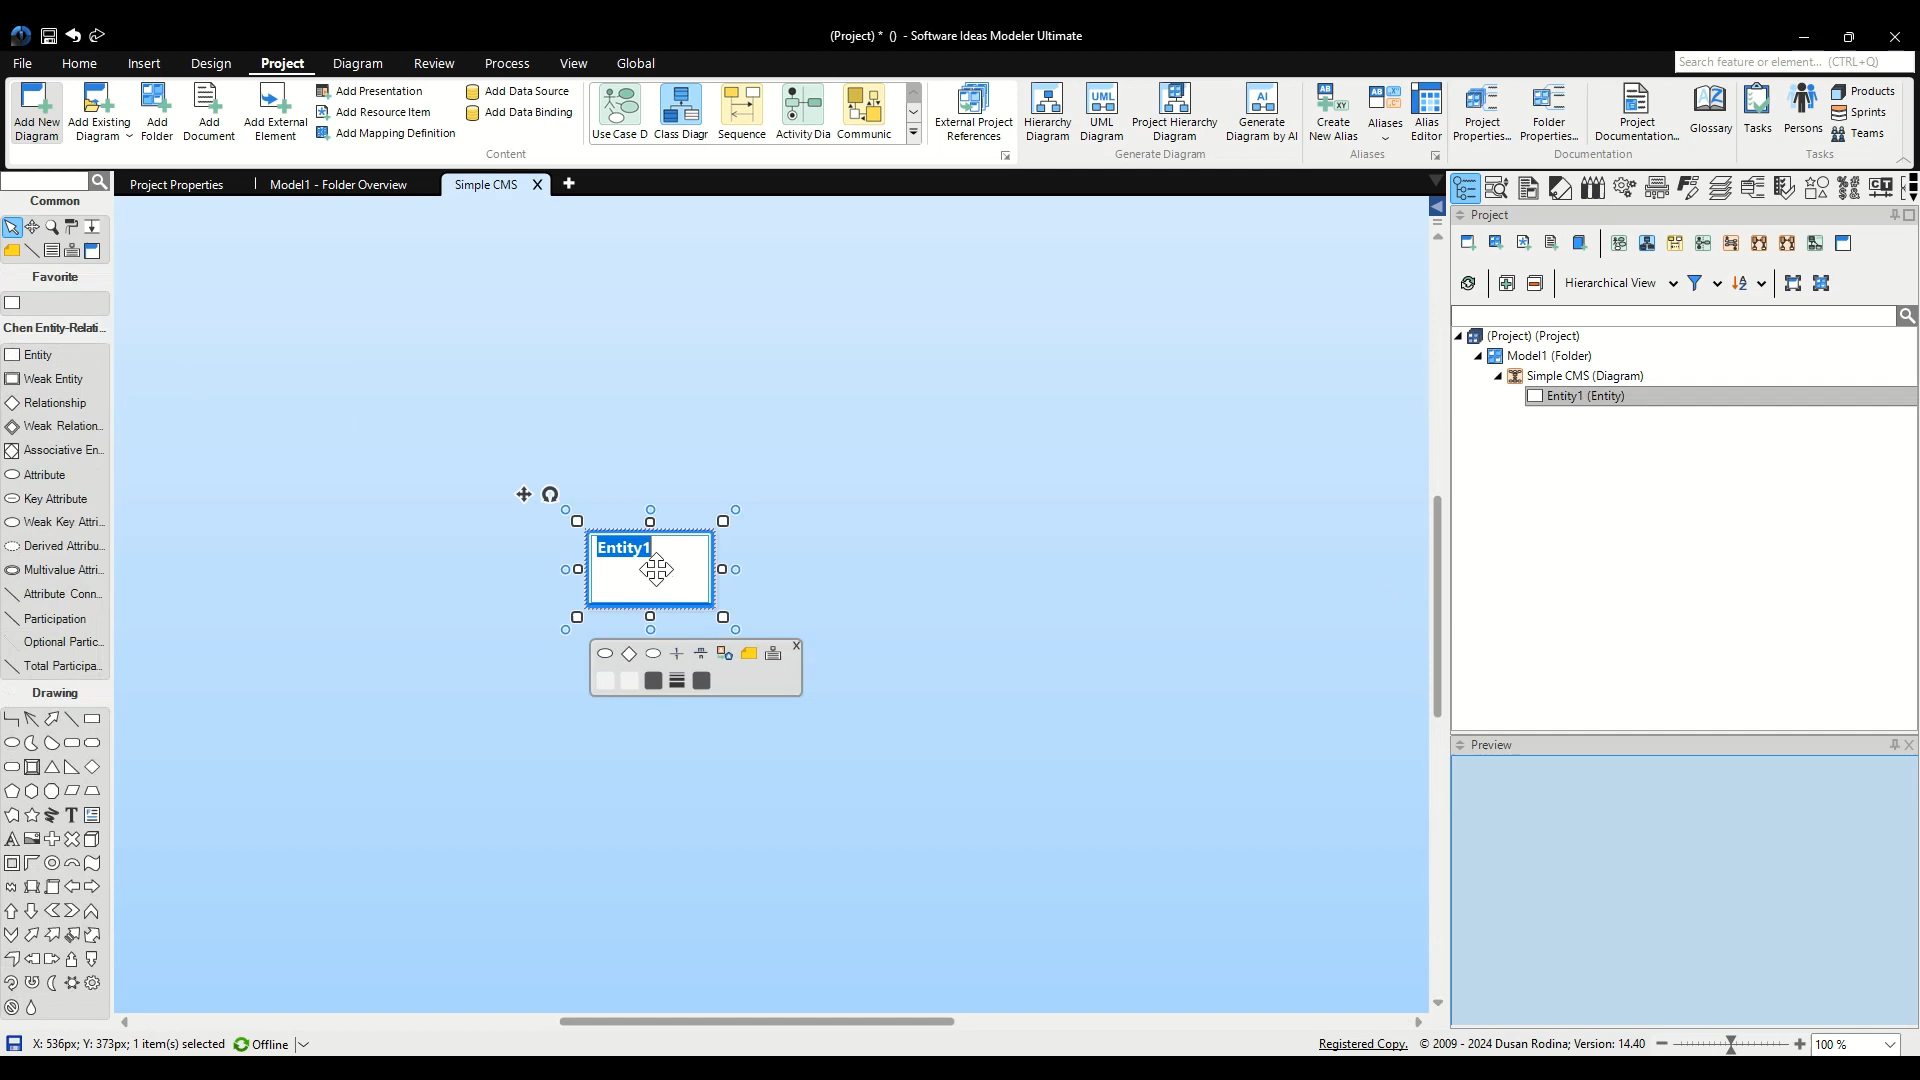 (Project) * () - Software Ideas Modeler Ultimate
File Home Insert Design Project Diagram Review Process View Global
Search feature or element... (CTRL+Q)
Add New Diagram
Add Existing Diagram
Add Folder
Add Document
Add External Element
Add Presentation
Add Resource Item
Add Mapping Definition
Add Data Source
Add Data Binding
Content
Use Case D
Class Diagr
Sequence
Activity Dia
Communic
External Project References
Hierarchy Diagram
UML Diagram
Project Hierarchy Diagram
Generate Diagram by AI
Generate Diagram
Create New Alias
Aliases
Alias Editor
Aliases
Project Properties...
Folder Properties...
Project Documentation...
Glossary
Documentation
Tasks
Persons
Products
Sprints
Teams
Tasks
Project Properties
Model1 - Folder Overview
Simple CMS
Common
Favorite
Chen Entity-Relati...
Entity
Weak Entity
Relationship
Weak Relation...
Associative En...
Attribute
Key Attribute
Weak Key Attri...
Derived Attribu...
Multivalue Attri...
Attribute Conn...
Participation
Optional Partic...
Total Participa...
Drawing
Entity1
Project
Hierarchical View
(Project) (Project)
Model1 (Folder)
Simple CMS (Diagram)
Entity1 (Entity)
Preview
X: 536px; Y: 373px; 1 item(s) selected
Offline
Registered Copy.
© 2009 - 2024 Dusan Rodina; Version: 14.40
100 %